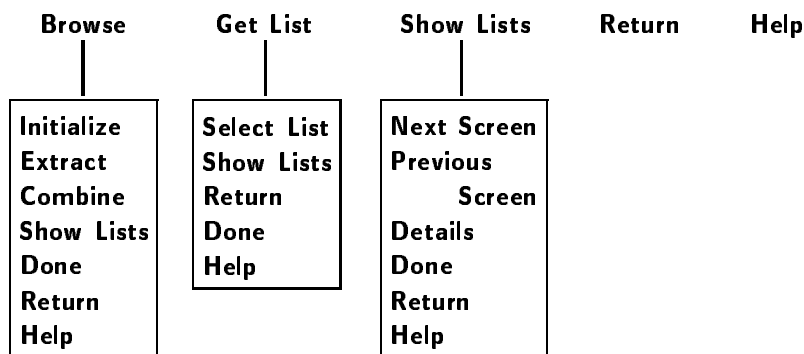 Browse Get List Show Lists Return Help
Initialize
Extract
Combine
Show Lists
Done
Return
Help
Select List
Show Lists
Return
Done
Help
Next Screen
Previous
Screen
Details
Done
Return
Help